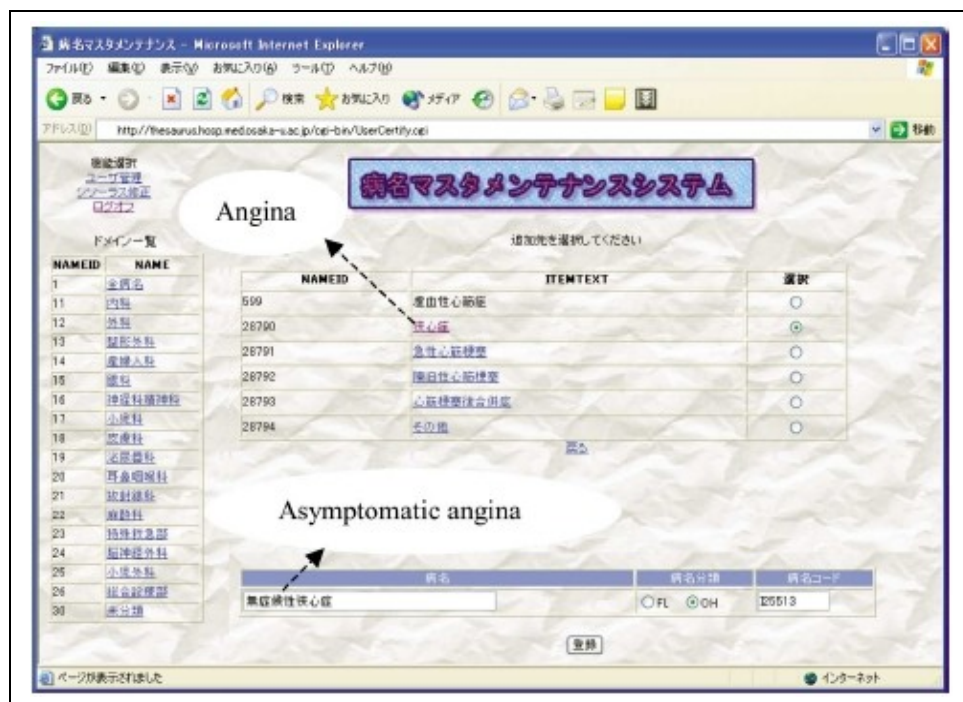 病名マスタメンテナンス - Microsoft Internet Explorer
ファイル(F) 編集(E) 表示(V) お気に入り(A) ツール(T) ヘルプ(H)
戻る 検索 お気に入り メディア
アドレス(D) http://thesaurus.hosp.med.osaka-u.ac.jp/cgi-bin/UserCertify.cgi 移動
機能選択
ユーザ管理
シソーラス修正
ログオフ
病名マスタメンテナンスシステム
Angina
ドメイン一覧
追加先を選択してください
NAMEID NAME
1 全病名
11 内科
12 外科
13 整形外科
14 産婦人科
15 眼科
16 神経科精神科
17 小児科
18 皮膚科
19 泌尿器科
20 耳鼻咽喉科
21 放射線科
22 麻酔科
23 特殊救急部
24 脳神経外科
25 小児外科
26 総合診療部
30 未分類
NAMEID ITEMTEXT 選択
599 虚血性心筋症
28790 狭心症
28791 急性心筋梗塞
28792 陳旧性心筋梗塞
28793 心筋梗塞後合併症
28794 その他
戻る
Asymptomatic angina
病名 病名分類 病名コード
無症候性狭心症 FL OH I25513
登録
ページが表示されました インターネット